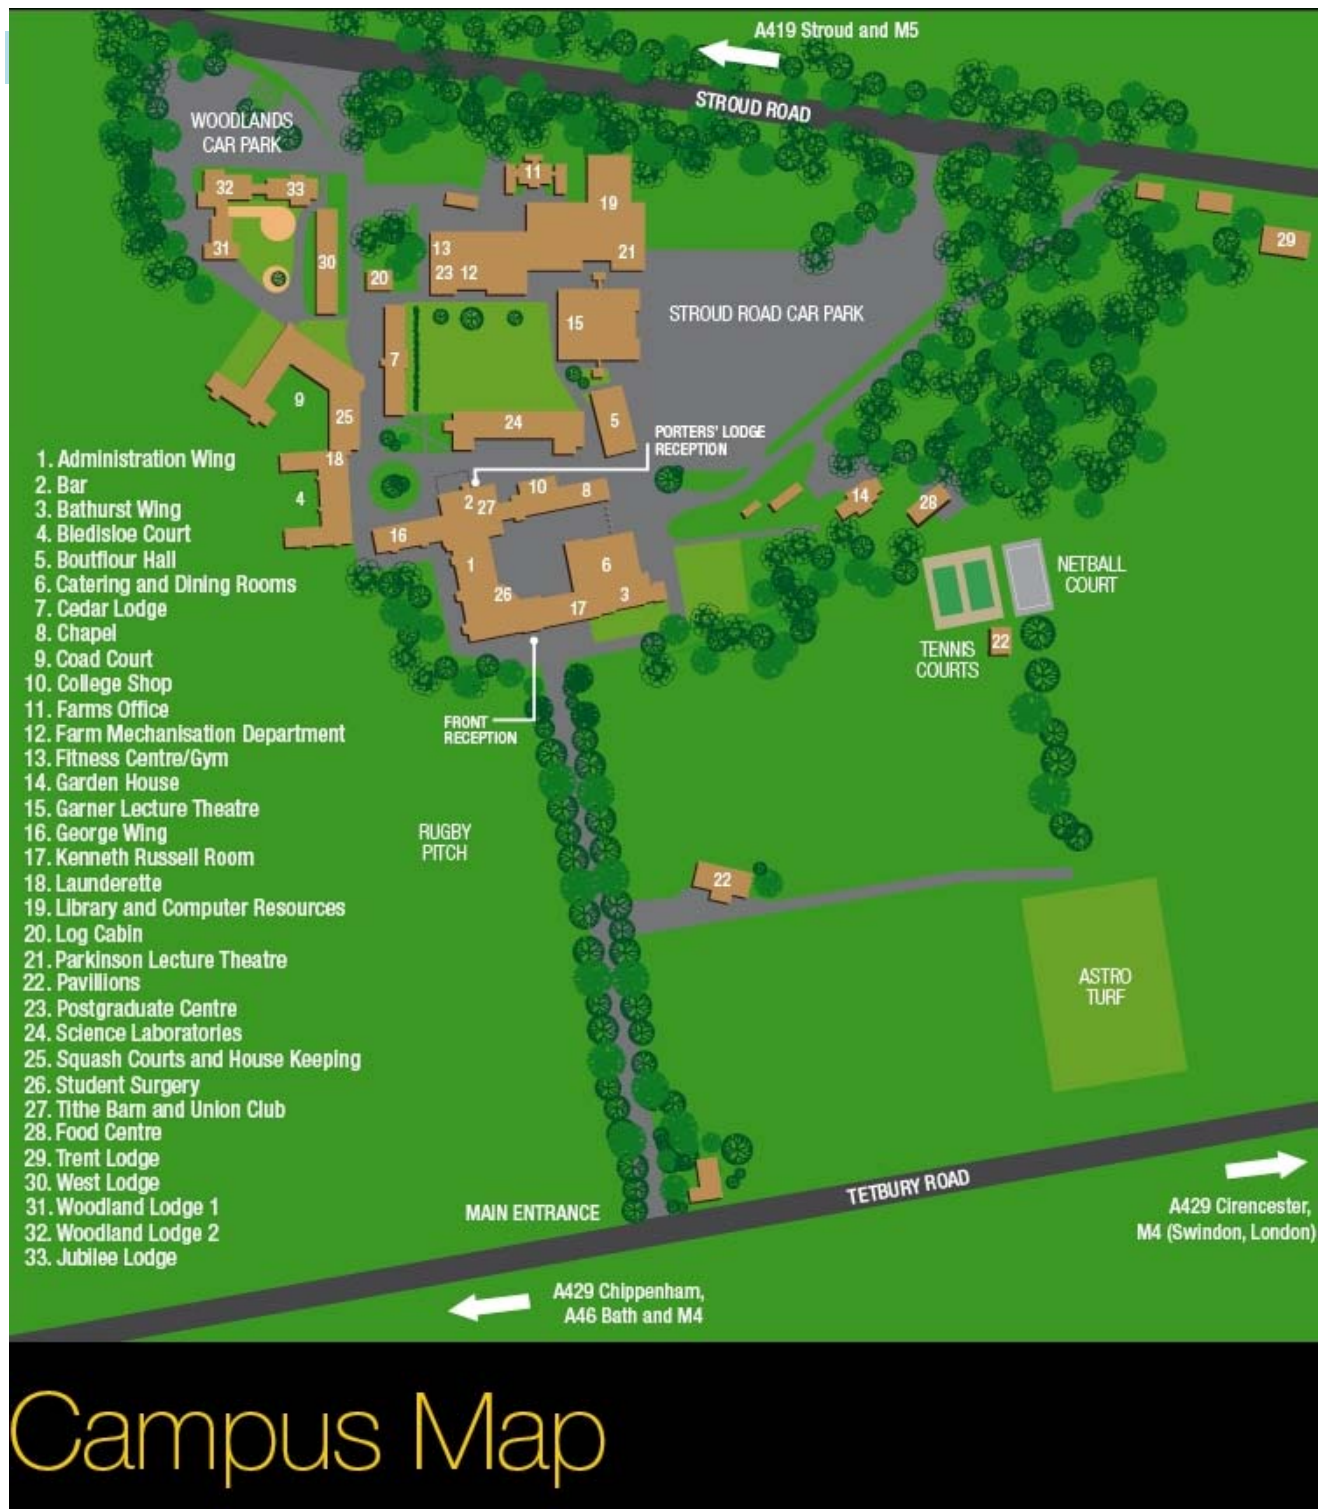 A419 Stroud and M5
STROUD ROAD
WOODLANDS
CAR PARK
11
32
33
19
31
30
13
21
29
20
23 12
STROUD ROAD CAR PARK
15
7
9
25
24
5
PORTERS' LODGE
RECEPTION
18
4
2
27
10
8
14
28
16
1
6
26
17
3
NETBALL
COURT
TENNIS
COURTS
22
FRONT
RECEPTION
1. Administration Wing
2. Bar
3. Bathurst Wing
4. Bledisloe Court
5. Boutflour Hall
6. Catering and Dining Rooms
7. Cedar Lodge
8. Chapel
9. Coad Court
10. College Shop
11. Farms Office
12. Farm Mechanisation Department
13. Fitness Centre/Gym
14. Garden House
15. Garner Lecture Theatre
16. George Wing
17. Kenneth Russell Room
18. Launderette
19. Library and Computer Resources
20. Log Cabin
21. Parkinson Lecture Theatre
22. Pavillions
23. Postgraduate Centre
24. Science Laboratories
25. Squash Courts and House Keeping
26. Student Surgery
27. Tithe Barn and Union Club
28. Food Centre
29. Trent Lodge
30. West Lodge
31. Woodland Lodge 1
32. Woodland Lodge 2
33. Jubilee Lodge
RUGBY
PITCH
22
ASTRO
TURF
MAIN ENTRANCE
TETBURY ROAD
A429 Cirencester,
M4 (Swindon, London)
A429 Chippenham,
A46 Bath and M4
Campus Map